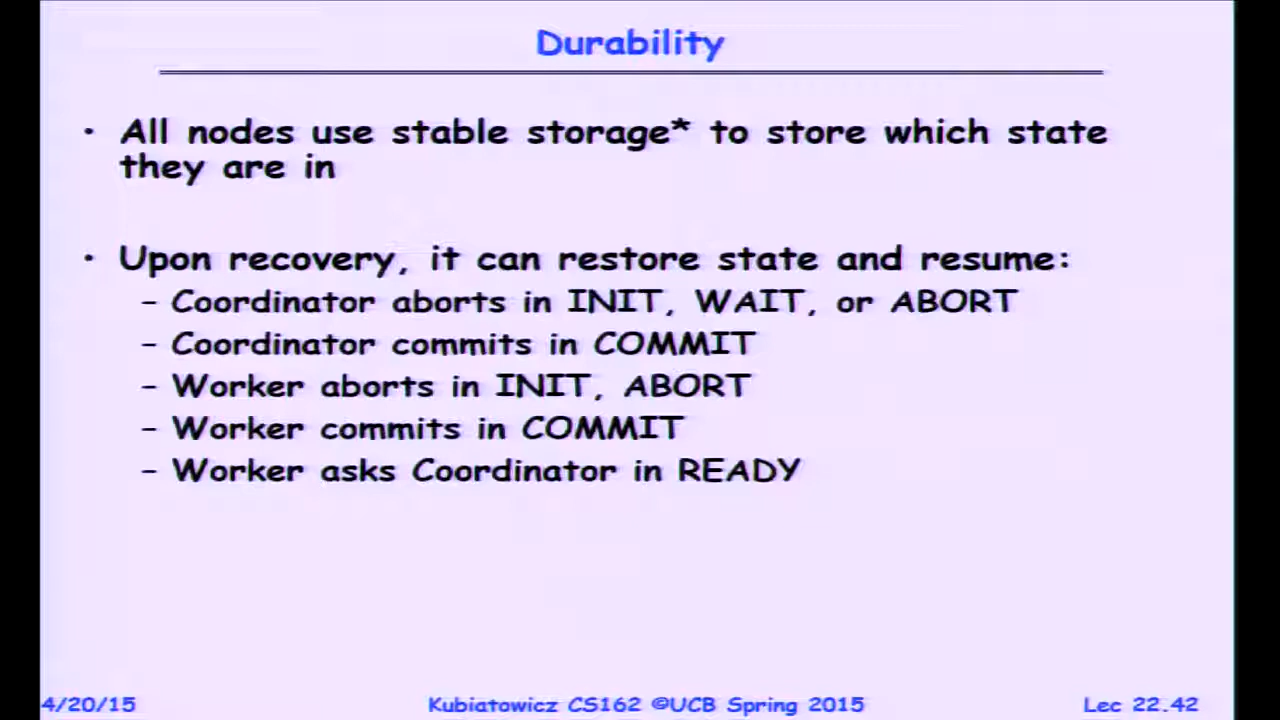 Durability
• All nodes use stable storage* to store which state
they are in
• Upon recovery, it can restore state and resume:
– Coordinator aborts in INIT, WAIT, or ABORT
– Coordinator commits in COMMIT
– Worker aborts in INIT, ABORT
– Worker commits in COMMIT
– Worker asks Coordinator in READY
4/20/15 Kubiatowicz CS162 ©UCB Spring 2015 Lec 22.42